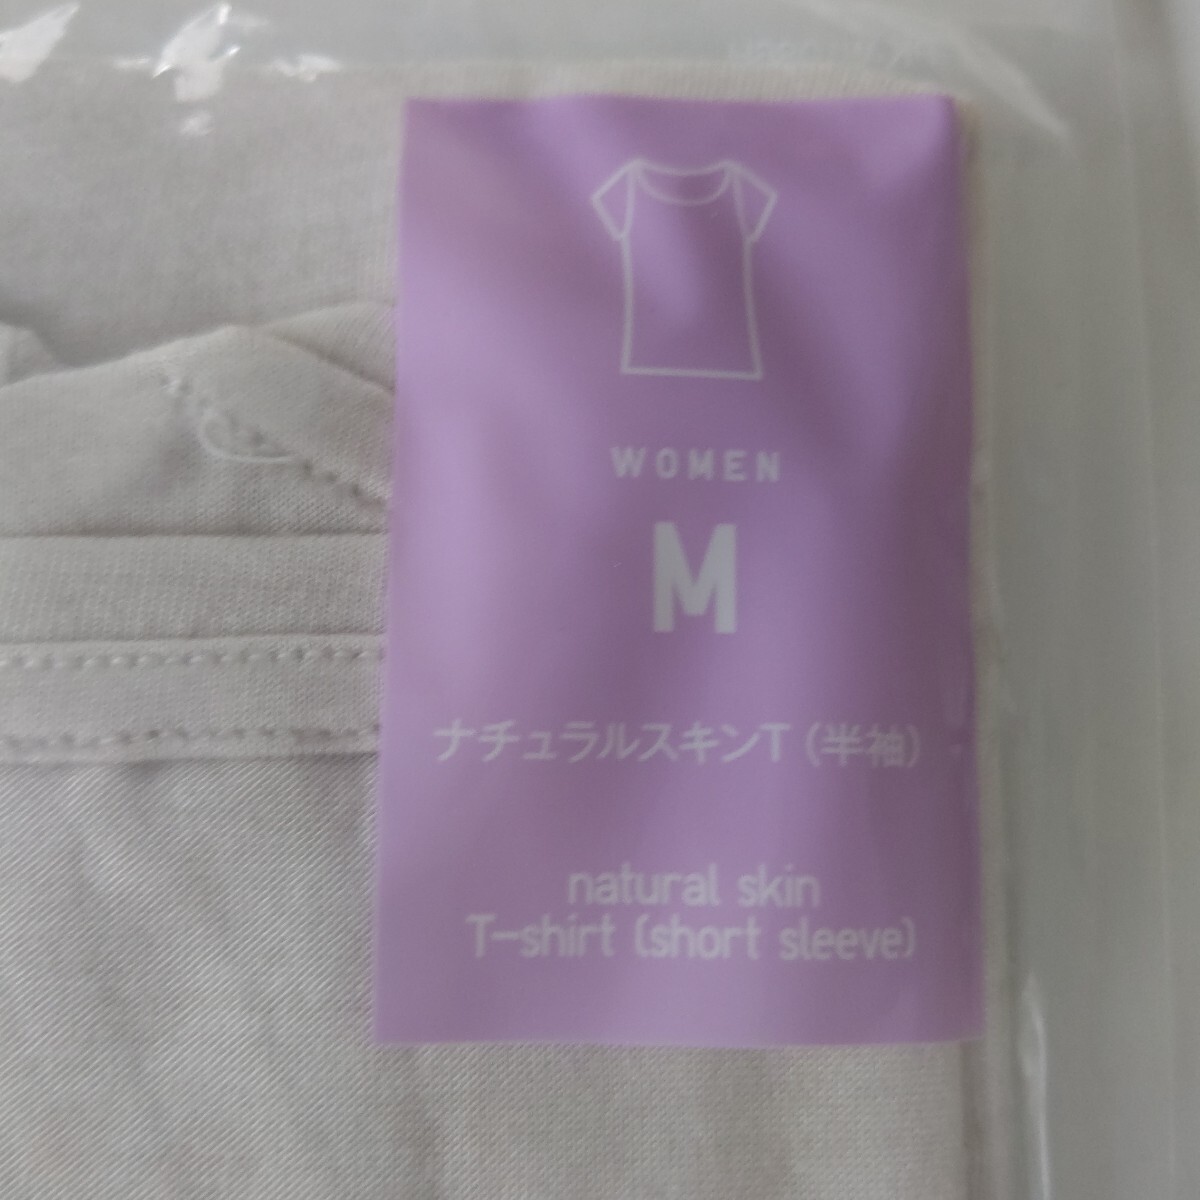 WOMEN
M
ナチュラルスキンT（半袖）
natural skin
T-shirt (short sleeve)